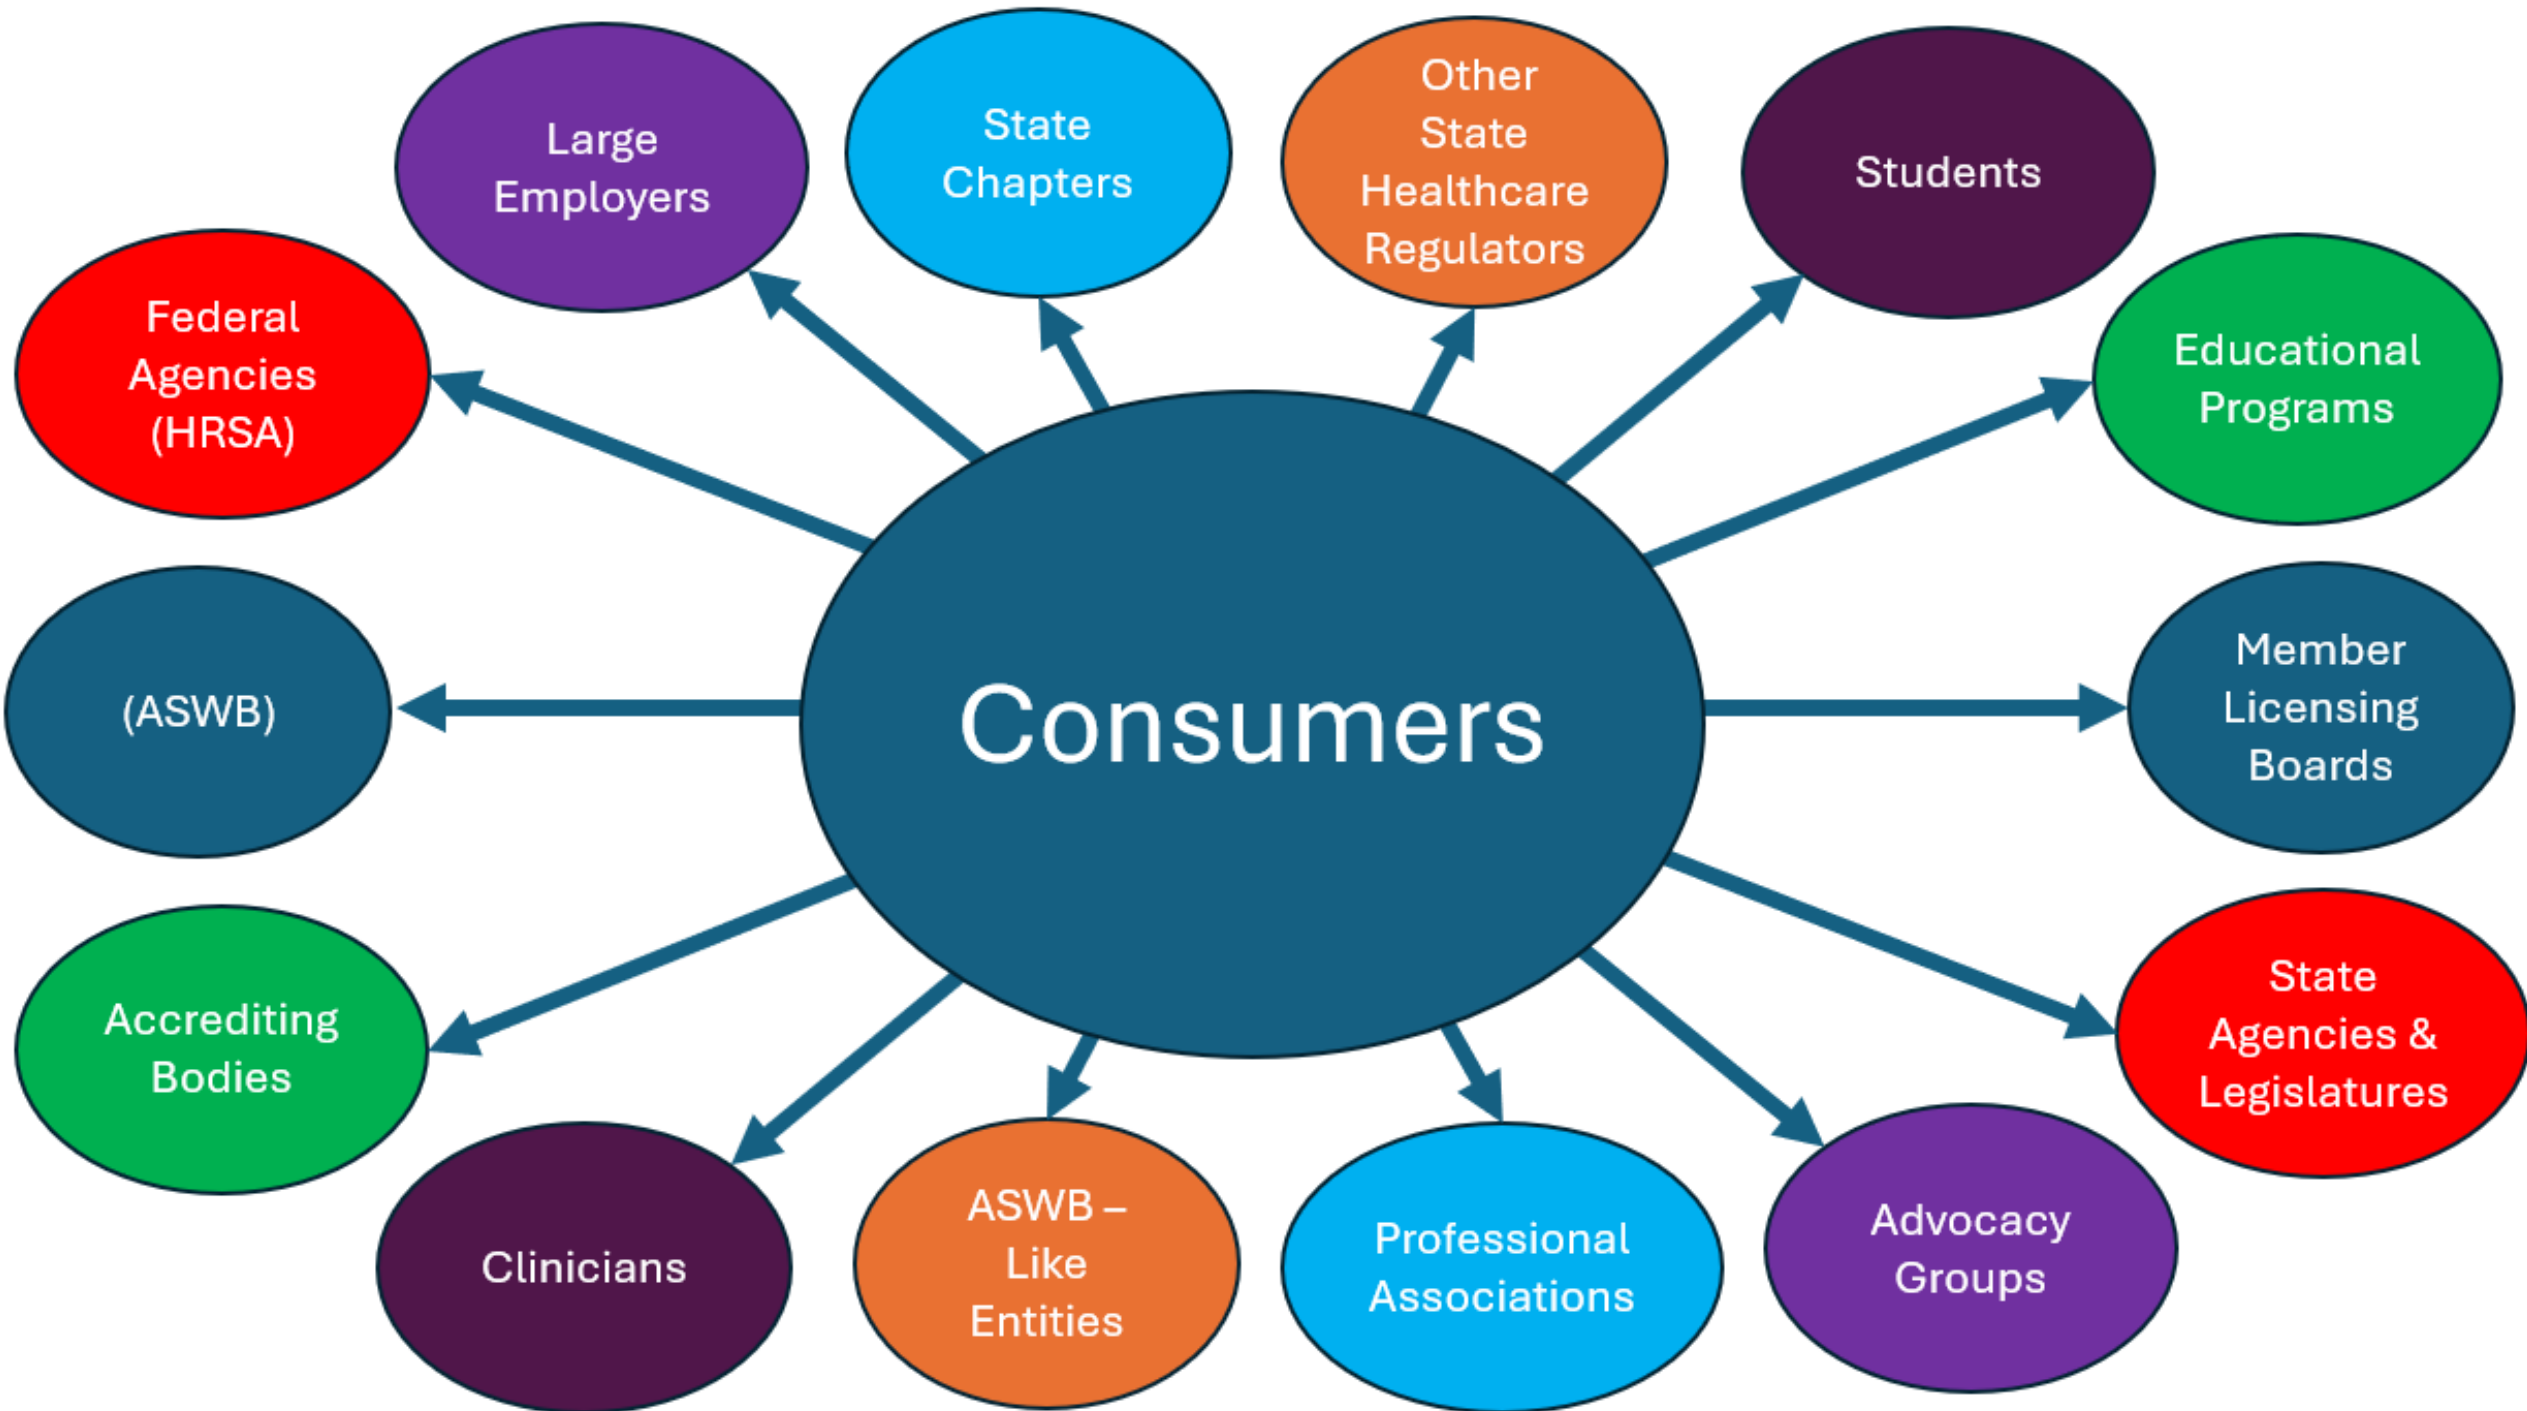 Large
Employers
State
Chapters
Other
State
Healthcare
Regulators
Students
Federal
Agencies
(HRSA)
Educational
Programs
(ASWB)
Consumers
Member
Licensing
Boards
Accrediting
Bodies
State
Agencies &
Legislatures
Clinicians
ASWB –
Like
Entities
Professional
Associations
Advocacy
Groups